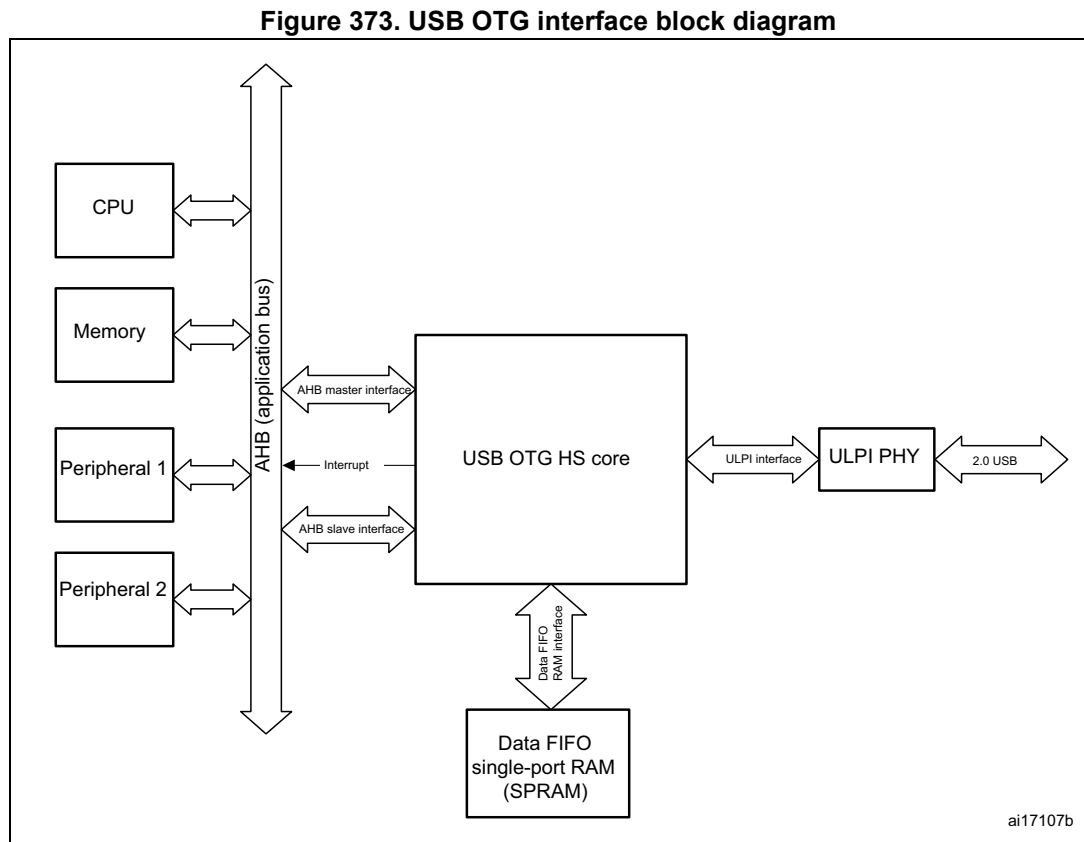 Figure 373. USB OTG interface block diagram
CPU
Memory
Peripheral 1
Peripheral 2
AHB (application bus)
AHB master interface
Interrupt
AHB slave interface
USB OTG HS core
ULPI interface
ULPI PHY
2.0 USB
Data FIFO
RAM interface
Data FIFO
single-port RAM
(SPRAM)
ai17107b